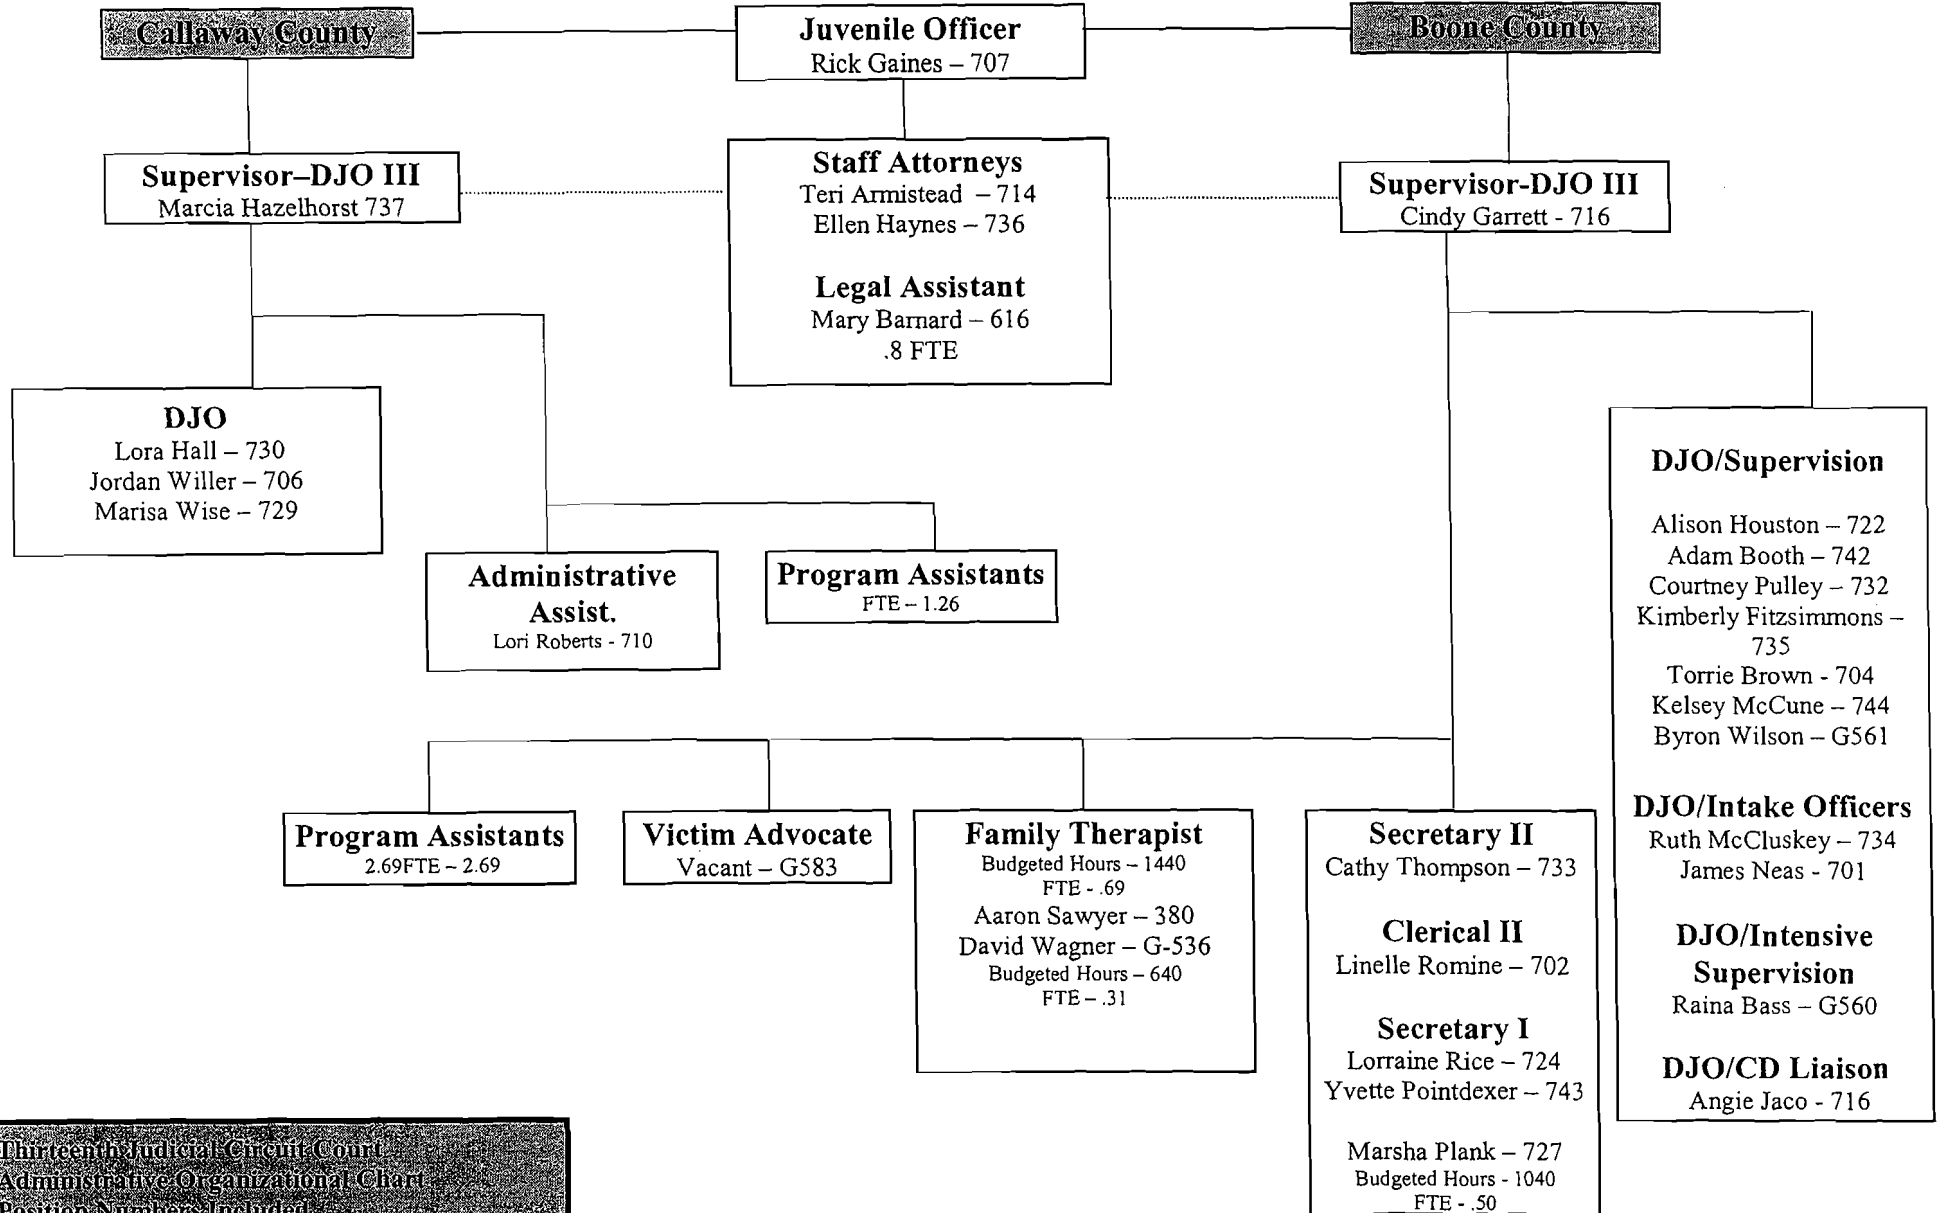 Callaway County
Juvenile Officer
Rick Gaines – 707
Boone County
Supervisor–DJO III
Marcia Hazelhorst 737
Staff Attorneys
Teri Armistead – 714
Ellen Haynes – 736
Legal Assistant
Mary Barnard – 616
.8 FTE
Supervisor-DJO III
Cindy Garrett - 716
DJO
Lora Hall – 730
Jordan Willer – 706
Marisa Wise – 729
Administrative
Assist.
Lori Roberts - 710
Program Assistants
FTE – 1.26
DJO/Supervision
Alison Houston – 722
Adam Booth – 742
Courtney Pulley – 732
Kimberly Fitzsimmons –
735
Torrie Brown - 704
Kelsey McCune – 744
Byron Wilson – G561
DJO/Intake Officers
Ruth McCluskey – 734
James Neas - 701
DJO/Intensive
Supervision
Raina Bass – G560
DJO/CD Liaison
Angie Jaco - 716
Program Assistants
2.69FTE – 2.69
Victim Advocate
Vacant – G583
Family Therapist
Budgeted Hours – 1440
FTE - .69
Aaron Sawyer – 380
David Wagner – G-536
Budgeted Hours – 640
FTE – .31
Secretary II
Cathy Thompson – 733
Clerical II
Linelle Romine – 702
Secretary I
Lorraine Rice – 724
Yvette Pointdexer – 743
Marsha Plank – 727
Budgeted Hours - 1040
FTE - .50
Thirteenth Judicial Circuit Court
Administrative Organizational Chart
Position Numbers Included